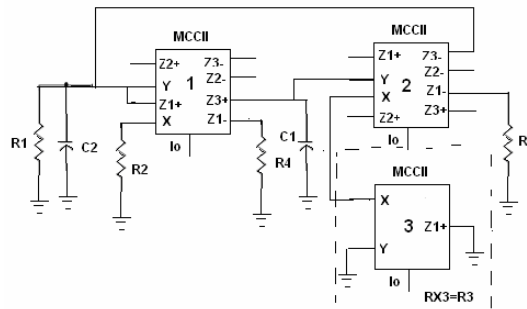 MCCII
Z2+
Z3-
Z2-
Y
1
Z1+
Z3+
X
Z1-
Io
R1
C2
R2
R4
C1
MCCII
Z1+
Z3-
Z2-
Y
X
2
Z1-
Z3+
Z2+
Io
R
MCCII
X
3
Z1+
Y
Io
RX3=R3